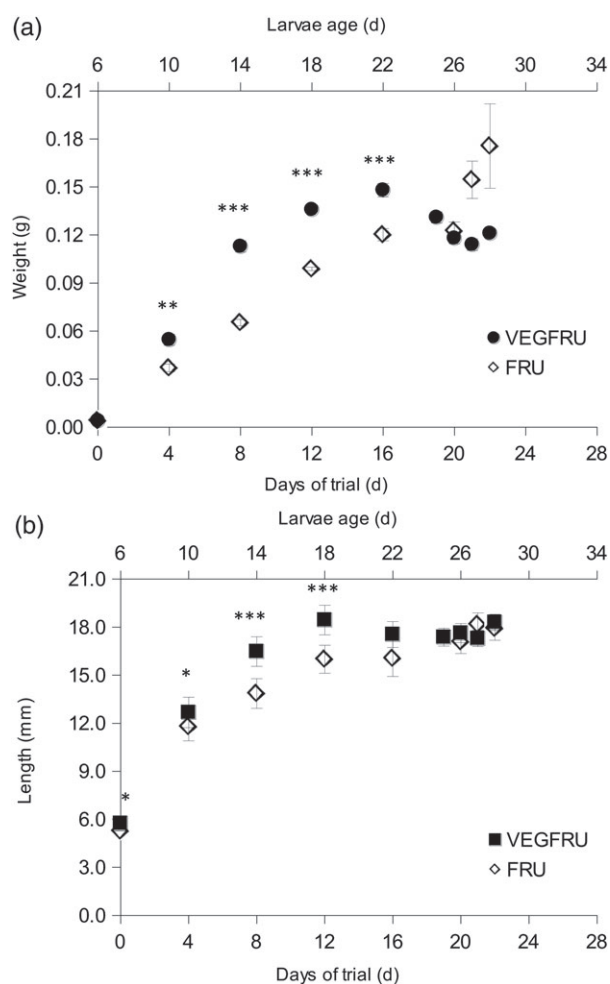 (a)
Larvae age (d)
6 10 14 18 22 26 30 34
0.21
0.18
0.15
0.12
0.09
0.06
0.03
0.00
Weight (g)
**
***
***
***
VEGFRU
FRU
0 4 8 12 16 20 24 28
Days of trial (d)
(b)
Larvae age (d)
6 10 14 18 22 26 30 34
21.0
18.0
15.0
12.0
9.0
6.0
3.0
0.0
Length (mm)
*
*
***
***
VEGFRU
FRU
0 4 8 12 16 20 24 28
Days of trial (d)